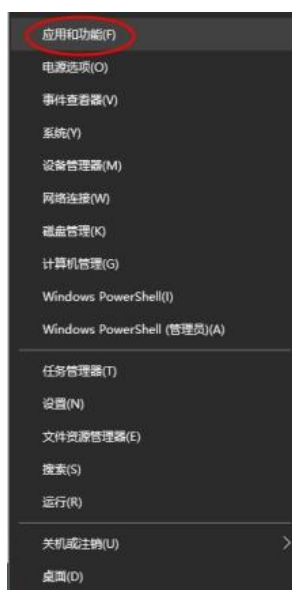 应用和功能(F)
电源选项(O)
事件查看器(V)
系统(Y)
设备管理器(M)
网络连接(W)
磁盘管理(K)
计算机管理(G)
Windows PowerShell(I)
Windows PowerShell (管理员)(A)
任务管理器(T)
设置(N)
文件资源管理器(E)
搜索(S)
运行(R)
关机或注销(U)
桌面(D)